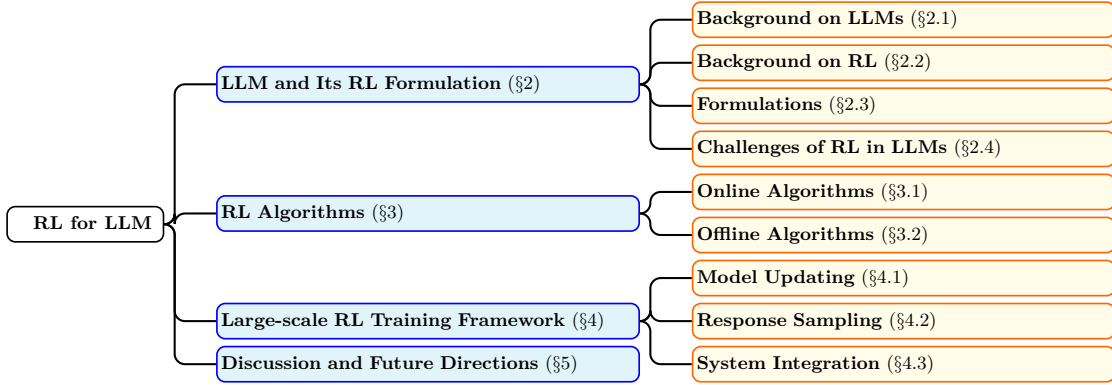 RL for LLM
LLM and Its RL Formulation (§2)
Background on LLMs (§2.1)
Background on RL (§2.2)
Formulations (§2.3)
Challenges of RL in LLMs (§2.4)
RL Algorithms (§3)
Online Algorithms (§3.1)
Offline Algorithms (§3.2)
Large-scale RL Training Framework (§4)
Model Updating (§4.1)
Response Sampling (§4.2)
System Integration (§4.3)
Discussion and Future Directions (§5)